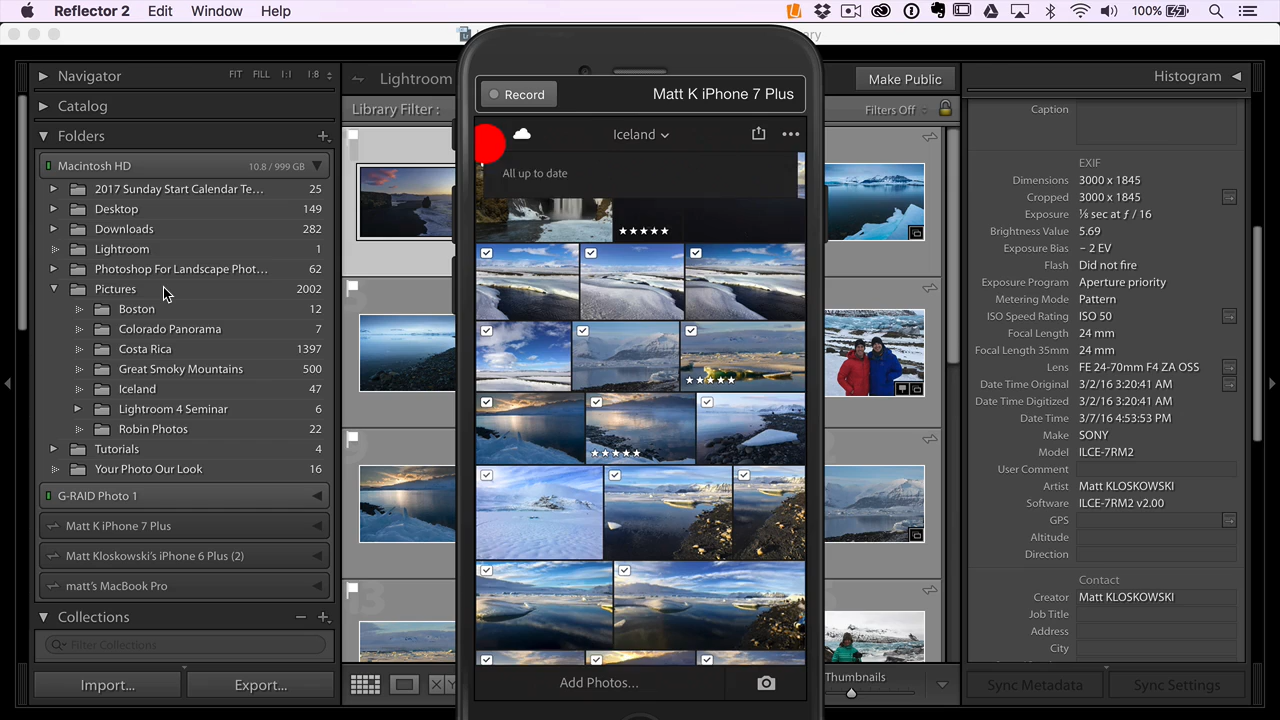 Reflector 2 Edit Window Help 100%
Navigator FIT FILL 1:1 1:8
Catalog
Folders
Macintosh HD 10.8 / 999 GB
2017 Sunday Start Calendar Te... 25
Desktop 149
Downloads 282
Lightroom 1
Photoshop For Landscape Phot... 62
Pictures 2002
Boston 12
Colorado Panorama 7
Costa Rica 1397
Great Smoky Mountains 500
Iceland 47
Lightroom 4 Seminar 6
Robin Photos 22
Tutorials 4
Your Photo Our Look 16
G-RAID Photo 1
Matt K iPhone 7 Plus
Matt Kloskowski's iPhone 6 Plus (2)
matt's MacBook Pro
Collections
Filter Collections
Import... Export...
Lightroom
Library Filter :
13
Record Matt K iPhone 7 Plus
Iceland
All up to date
Add Photos...
Make Public
Filters Off
Thumbnails
Histogram
Caption
EXIF
Dimensions 3000 x 1845
Cropped 3000 x 1845
Exposure ⅛ sec at ƒ / 16
Brightness Value 5.69
Exposure Bias − 2 EV
Flash Did not fire
Exposure Program Aperture priority
Metering Mode Pattern
ISO Speed Rating ISO 50
Focal Length 24 mm
Focal Length 35mm 24 mm
Lens FE 24-70mm F4 ZA OSS
Date Time Original 3/2/16 3:20:41 AM
Date Time Digitized 3/2/16 3:20:41 AM
Date Time 3/7/16 4:53:53 PM
Make SONY
Model ILCE-7RM2
User Comment
Artist Matt KLOSKOWSKI
Software ILCE-7RM2 v2.00
GPS
Altitude
Direction
Contact
Creator Matt KLOSKOWSKI
Job Title
Address
City
Sync Metadata Sync Settings